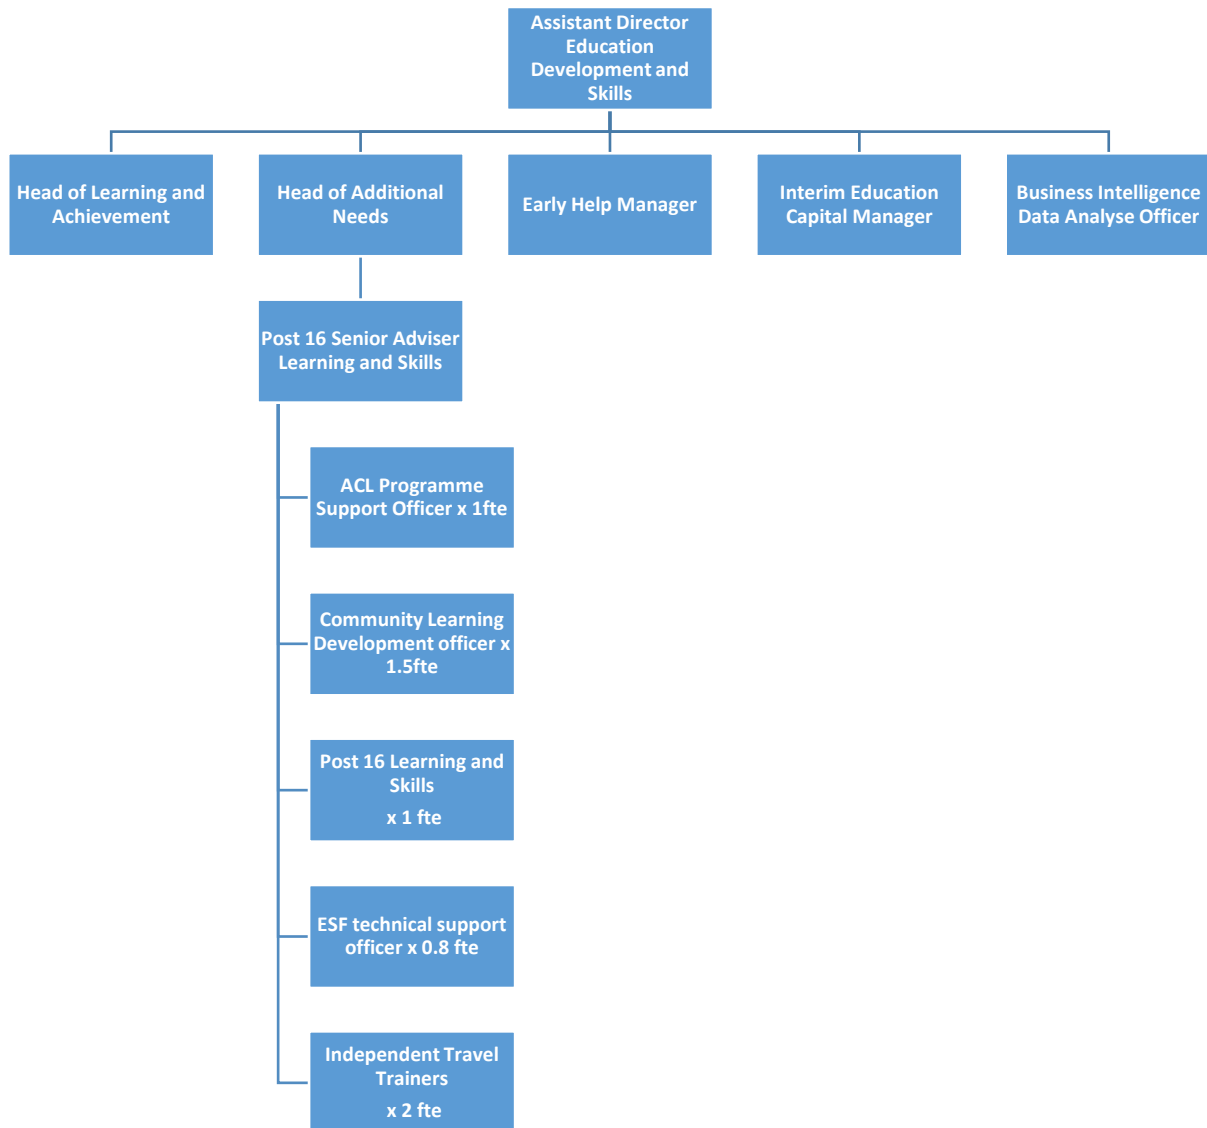 Assistant Director
Education
Development and
Skills
Head of Learning and
Achievement
Head of Additional
Needs
Early Help Manager
Interim Education
Capital Manager
Business Intelligence
Data Analyse Officer
Post 16 Senior Adviser
Learning and Skills
ACL Programme
Support Officer x 1fte
Community Learning
Development officer x
1.5fte
Post 16 Learning and
Skills
x 1 fte
ESF technical support
officer x 0.8 fte
Independent Travel
Trainers
x 2 fte